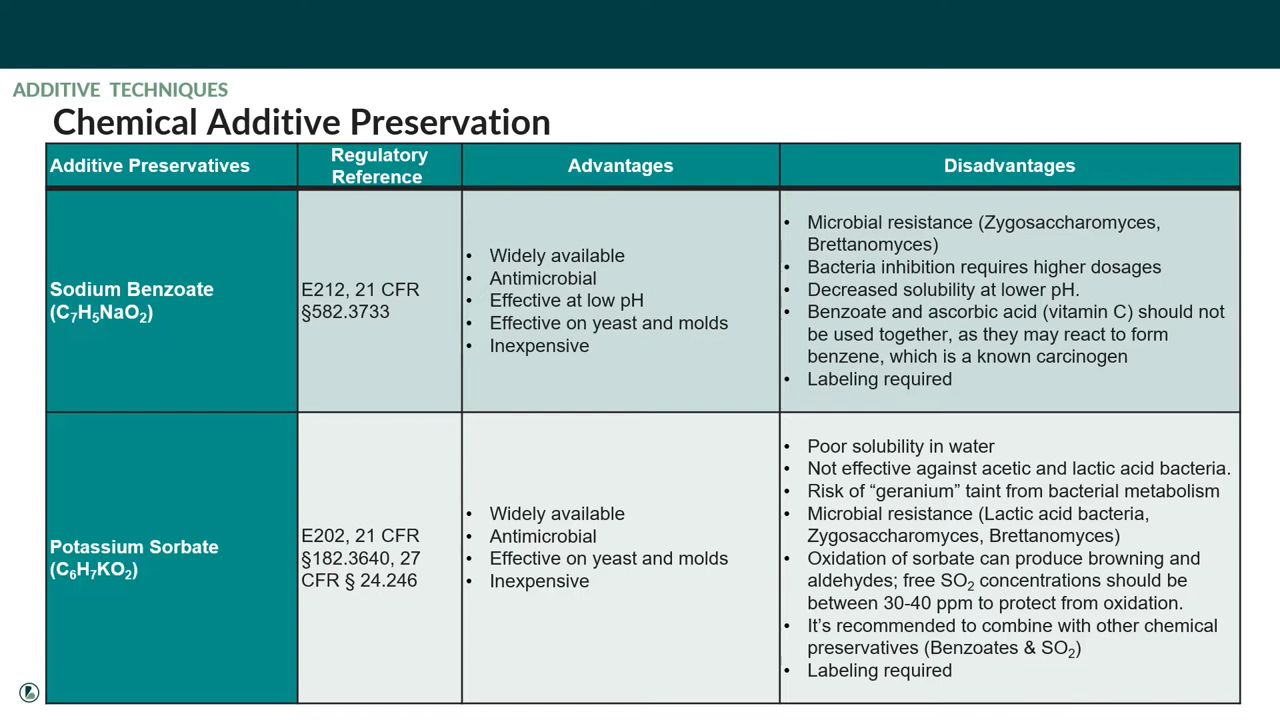 ADDITIVE TECHNIQUES
Chemical Additive Preservation
Additive Preservatives
Regulatory
Reference
Advantages
Disadvantages
Sodium Benzoate
(C₇H₅NaO₂)
E212, 21 CFR
§582.3733
• Widely available
• Antimicrobial
• Effective at low pH
• Effective on yeast and molds
• Inexpensive
• Microbial resistance (Zygosaccharomyces,
Brettanomyces)
• Bacteria inhibition requires higher dosages
• Decreased solubility at lower pH.
• Benzoate and ascorbic acid (vitamin C) should not
be used together, as they may react to form
benzene, which is a known carcinogen
• Labeling required
Potassium Sorbate
(C₆H₇KO₂)
E202, 21 CFR
§182.3640, 27
CFR § 24.246
• Widely available
• Antimicrobial
• Effective on yeast and molds
• Inexpensive
• Poor solubility in water
• Not effective against acetic and lactic acid bacteria.
• Risk of “geranium” taint from bacterial metabolism
• Microbial resistance (Lactic acid bacteria,
Zygosaccharomyces, Brettanomyces)
• Oxidation of sorbate can produce browning and
aldehydes; free SO₂ concentrations should be
between 30-40 ppm to protect from oxidation.
• It’s recommended to combine with other chemical
preservatives (Benzoates & SO₂)
• Labeling required